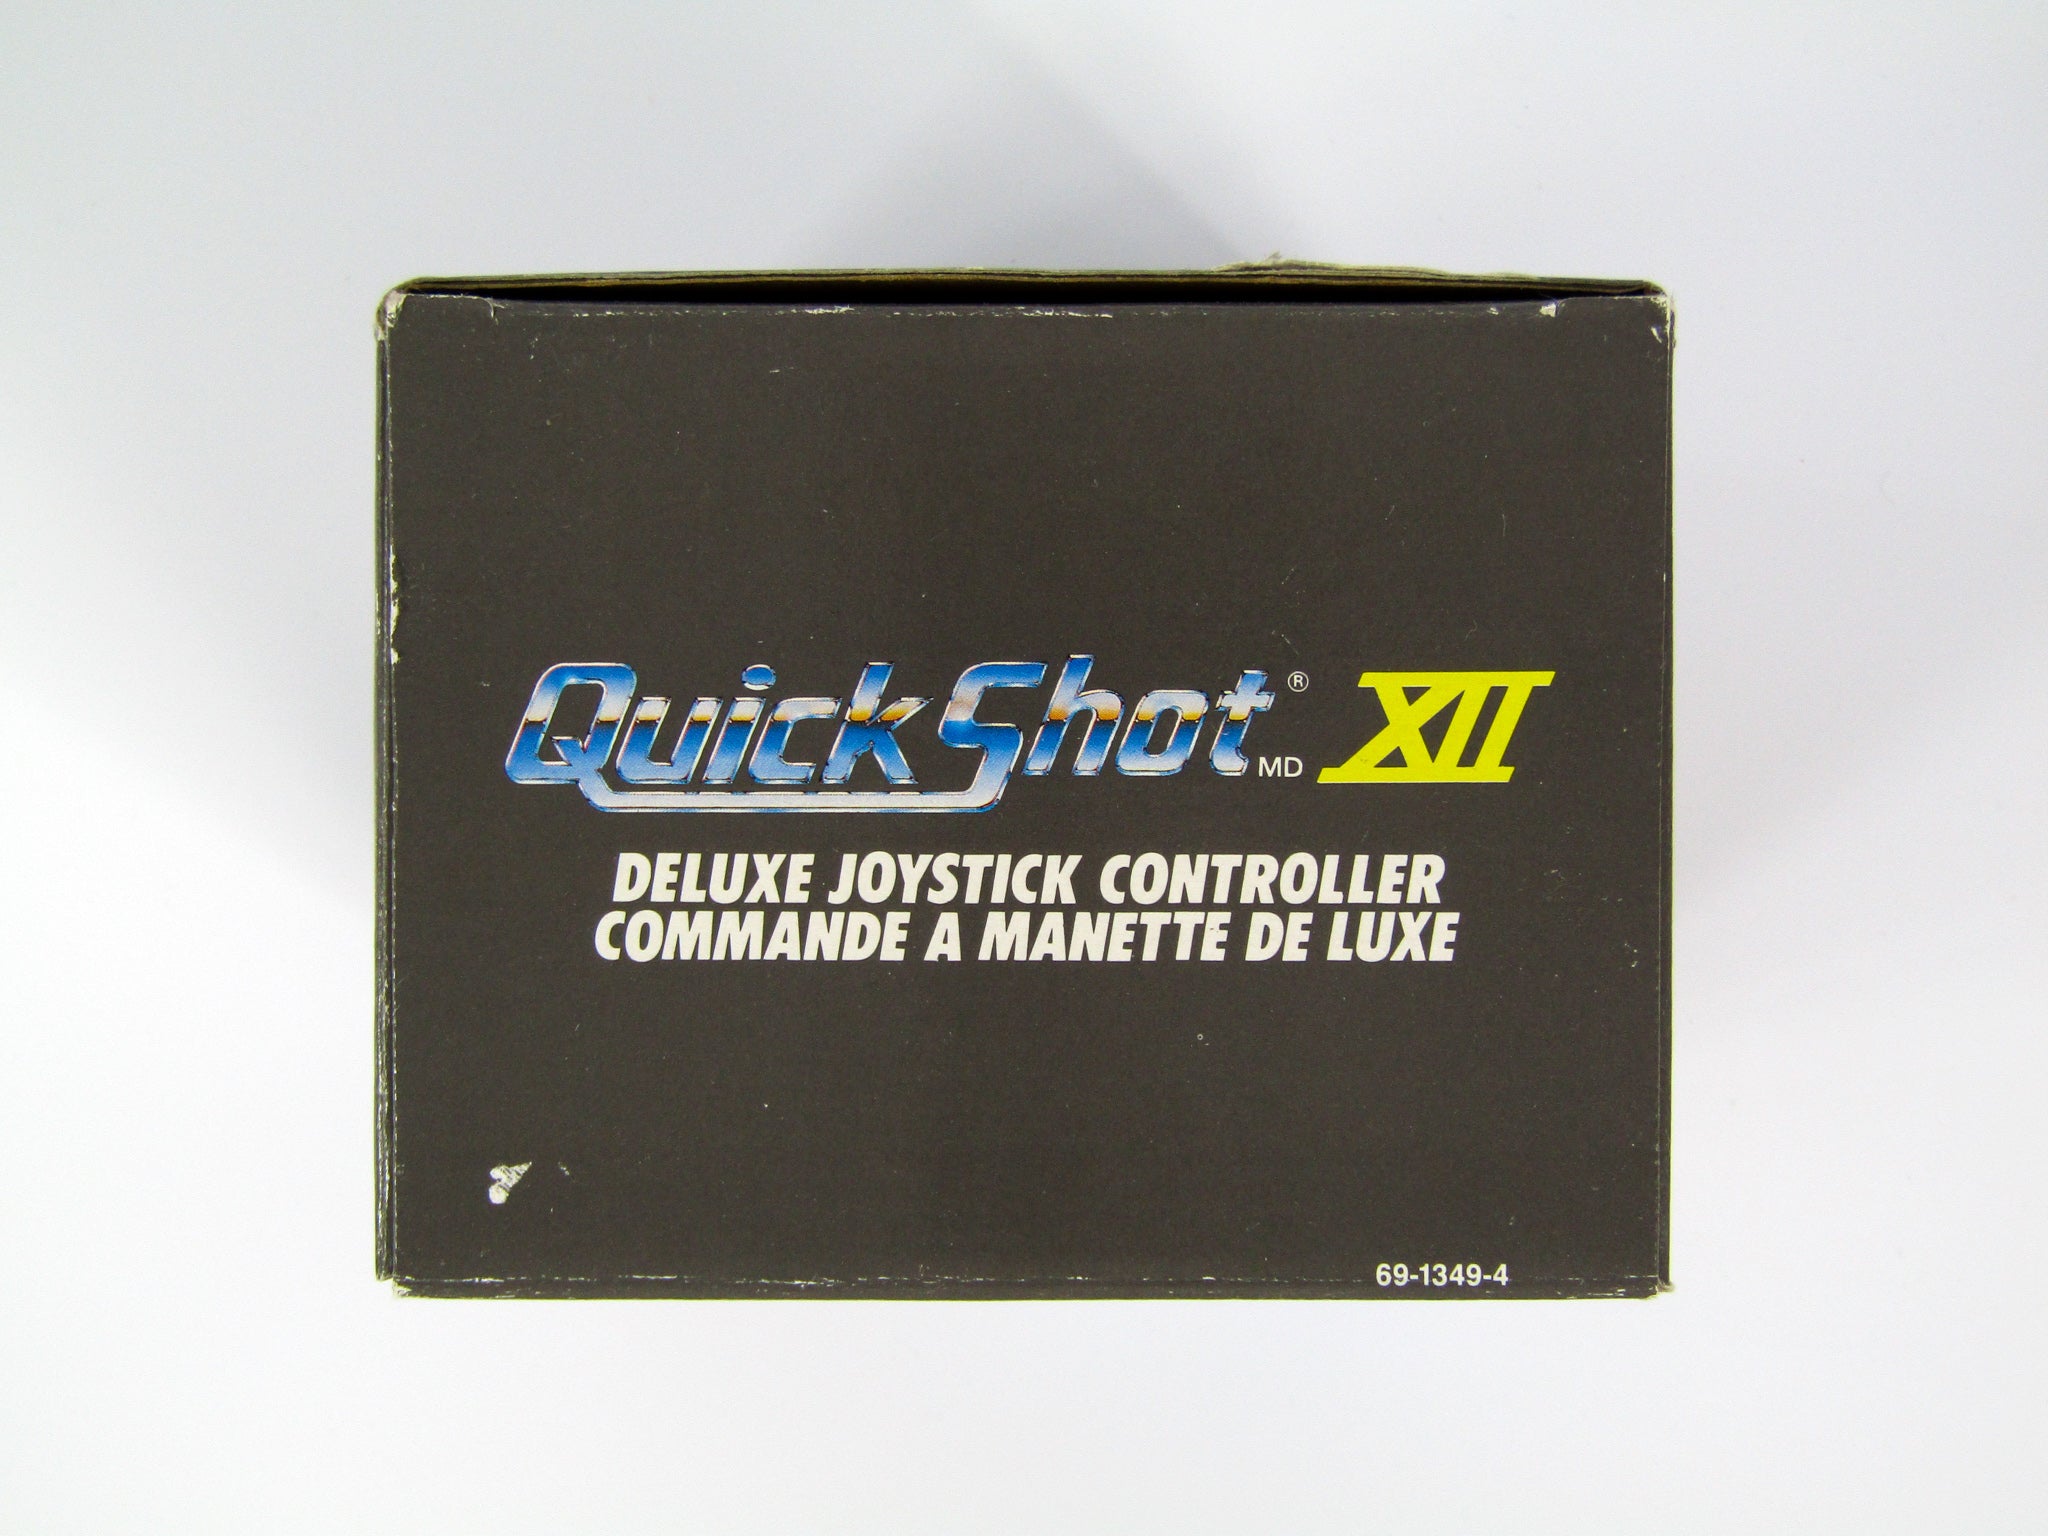 QuickShot® MD XII
DELUXE JOYSTICK CONTROLLER
COMMANDE A MANETTE DE LUXE
69-1349-4